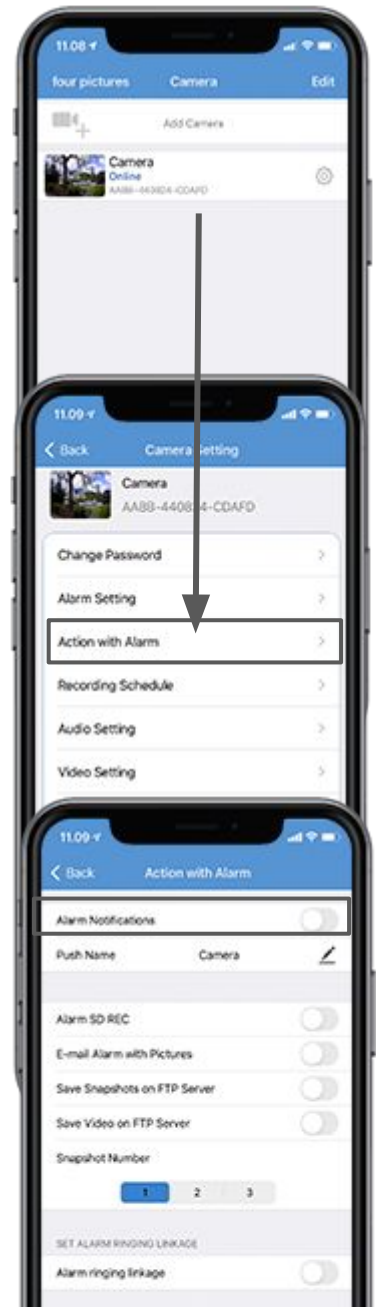 11.08
four pictures Camera Edit
Add Camera
Camera
Online
11.09
Back Camera Setting
Camera
Change Password
Alarm Setting
Action with Alarm
Recording Schedule
Audio Setting
Video Setting
11.09
Back Action with Alarm
Alarm Notifications
Push Name Camera
Alarm SD REC
E-mail Alarm with Pictures
Save Snapshots on FTP Server
Save Video on FTP Server
Snapshot Number
1 2 3
SET ALARM RINGING LINKAGE
Alarm ringing linkage